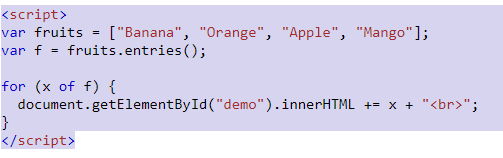 <script>
var fruits = ["Banana", "Orange", "Apple", "Mango"];
var f = fruits.entries();
for (x of f) {
  document.getElementById("demo").innerHTML += x + "<br>";
}
</script>